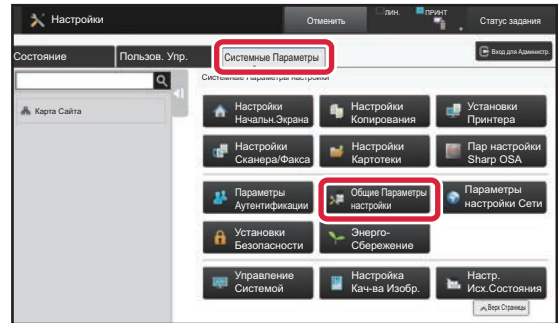 Настройки
Отменить
лин.
принт
Статус задания
Состояние
Пользов. Упр.
Системные Параметры
Вход для Администр.
Системные Параметры настройки
Карта Сайта
Настройки
Начальн.Экрана
Настройки
Копирования
Установки
Принтера
Настройки
Сканера/Факса
Настройки
Картотеки
Пар настройки
Sharp OSA
Параметры
Аутентификации
Общие Параметры
настройки
Параметры
настройки Сети
Установки
Безопасности
Энерго-
Сбережение
Управление
Системой
Настройка
Кач-ва Изобр.
Настр.
Исх.Состояния
Верх Страницы